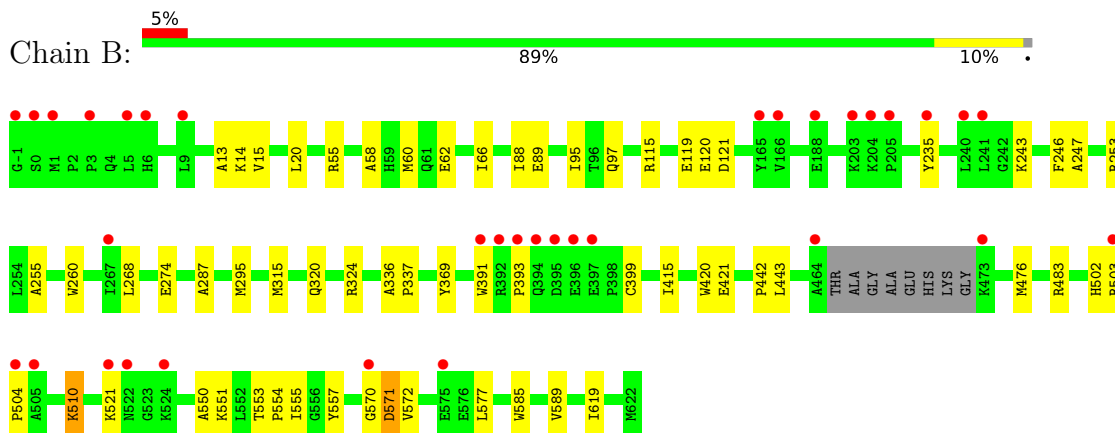 5%
Chain B:
89% 10% •
G-1 S0 M1 P2 P3 Q4 L5 H6 L9 A13 K14 V15 L20 R55 A58 H59 M60 Q61 E62 I66 I88 E89 I95 T96 Q97 R115 E119 E120 D121 Y165 V166 E188 K203 K204 P205 Y235 L240 L241 G242 K243 F246 A247
L254 A255 W260 I267 L268 E274 A287 M295 M315 Q320 R324 A336 P337 Y369 W391 R392 P393 Q394 D395 E396 E397 P398 C399 I415 W420 E421 P442 L443 A464 THR ALA GLY ALA GLU HIS LYS GLY K473 M476 R483 H502
P504 A505 K510 K521 N522 G523 K524 A550 K551 L552 T553 P554 I555 G556 Y557 G570 D571 V572 E575 E576 L577 W585 V589 I619 M622